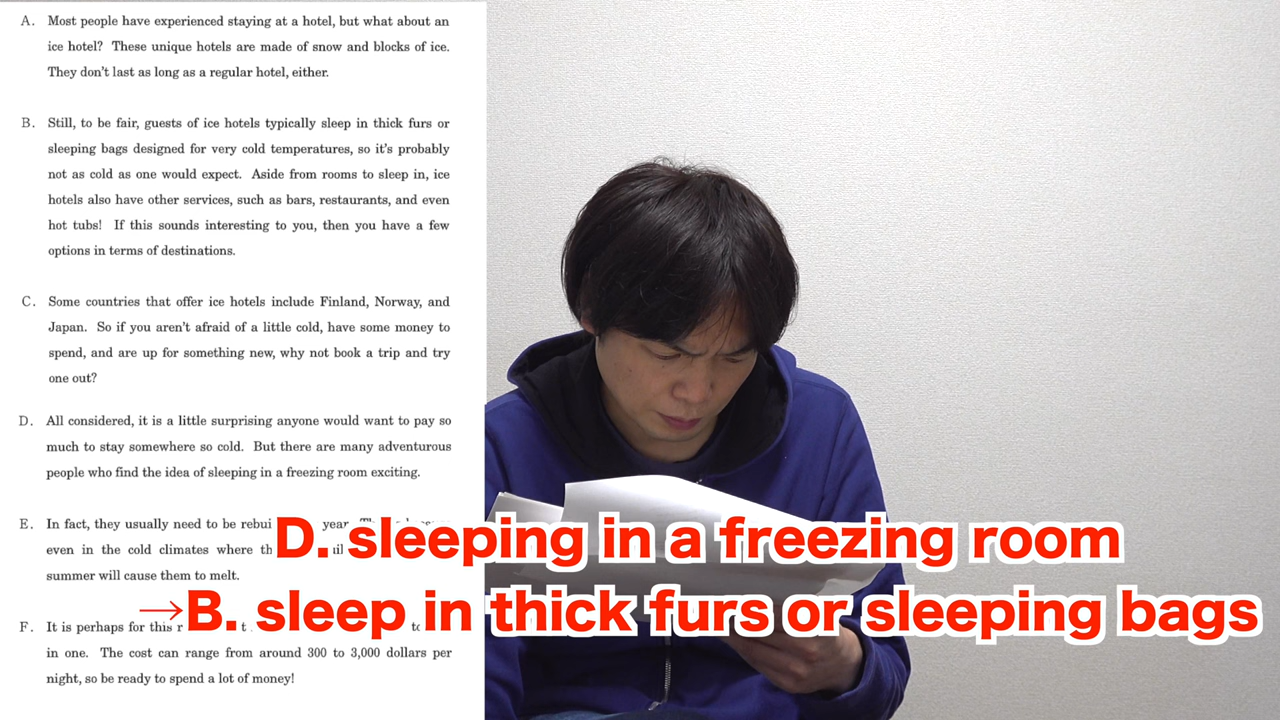 A. Most people have experienced staying at a hotel, but what about an
ice hotel? These unique hotels are made of snow and blocks of ice.
They don't last as long as a regular hotel, either.
B. Still, to be fair, guests of ice hotels typically sleep in thick furs or
sleeping bags designed for very cold temperatures, so it's probably
not as cold as one would expect. Aside from rooms to sleep in, ice
hotels also have other services, such as bars, restaurants, and even
hot tubs! If this sounds interesting to you, then you have a few
options in terms of destinations.
C. Some countries that offer ice hotels include Finland, Norway, and
Japan. So if you aren't afraid of a little cold, have some money to
spend, and are up for something new, why not book a trip and try
one out?
D. All considered, it is a little surprising anyone would want to pay so
much to stay somewhere so cold. But there are many adventurous
people who find the idea of sleeping in a freezing room exciting.
E. In fact, they usually need to be year
even in the cold climates where
summer will cause them to melt.
F. It is perhaps for this
in one. The cost can range from around 300 to 3,000 dollars per
night, so be ready to spend a lot of money!
D. sleeping in a freezing room
→B. sleep in thick furs or sleeping bags